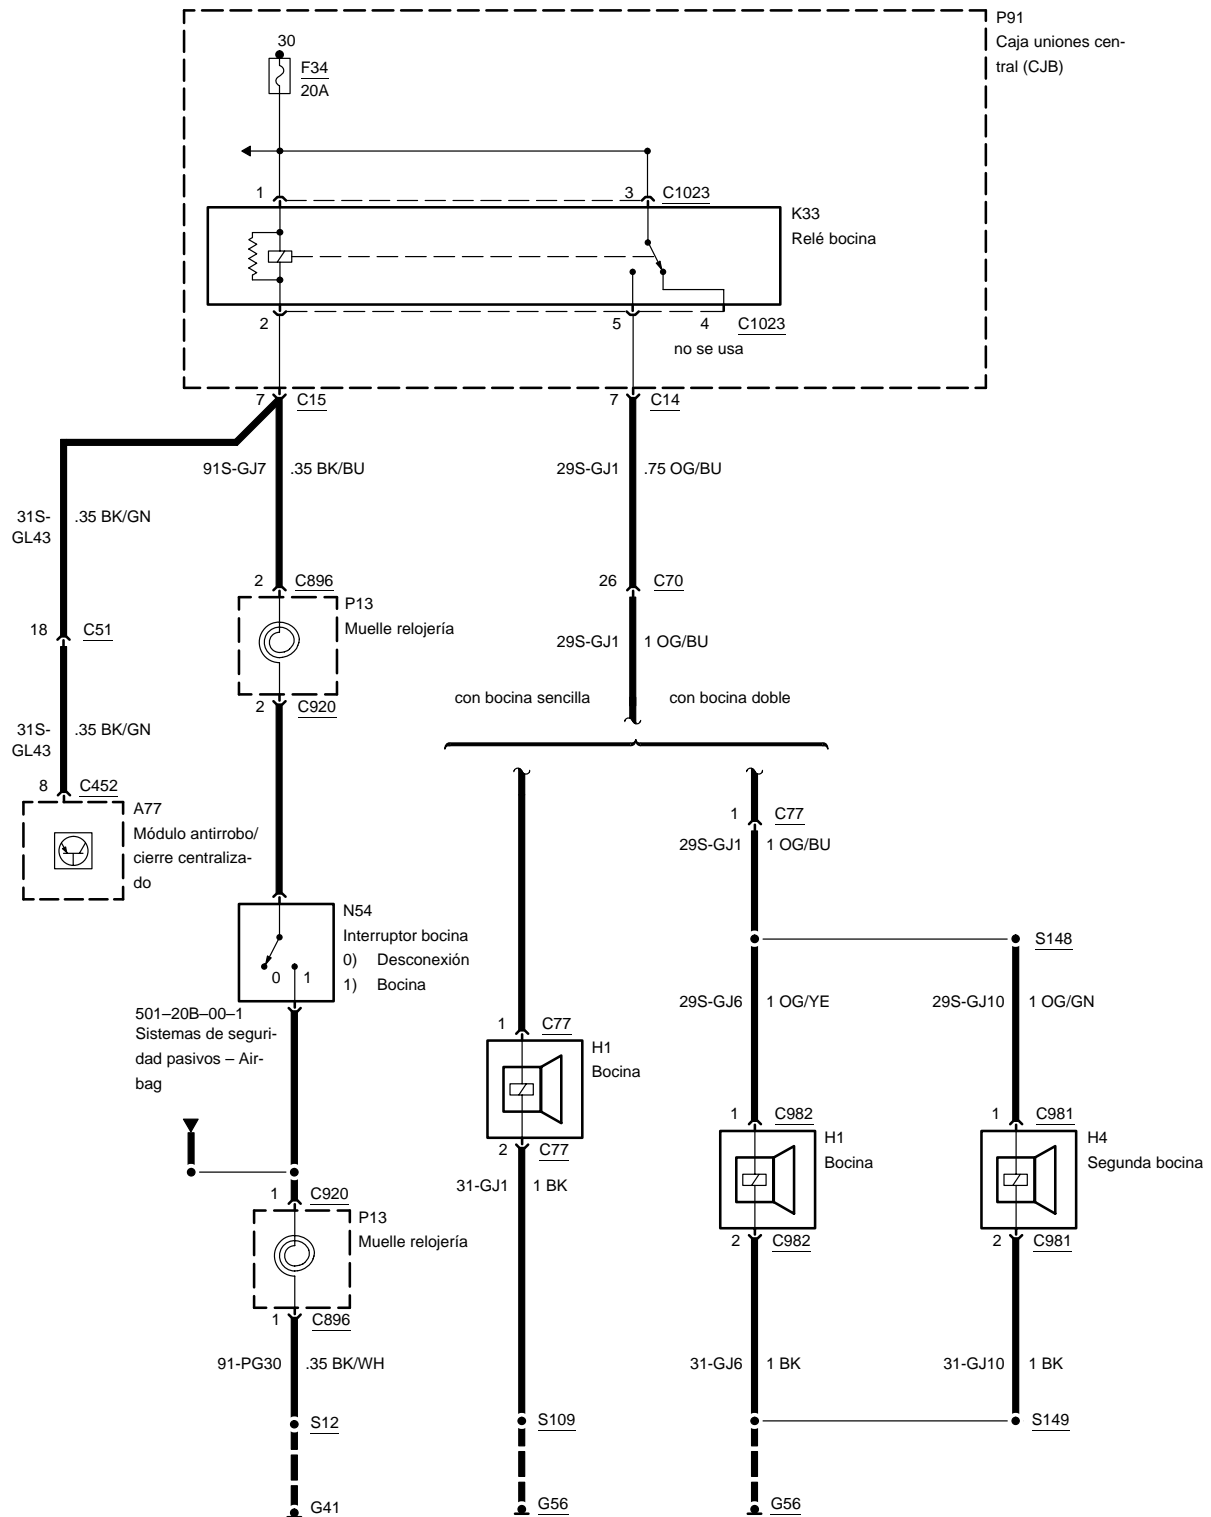 P91
Caja uniones cen-
tral (CJB)
30
F34
20A
1
3
C1023
K33
Relé bocina
2
5
4
C1023
no se usa
7
C15
7
C14
91S-GJ7
.35 BK/BU
29S-GJ1
.75 OG/BU
31S-
GL43
.35 BK/GN
2
C896
26
C70
P13
Muelle relojería
18
C51
29S-GJ1
1 OG/BU
con bocina sencilla
con bocina doble
2
C920
31S-
GL43
.35 BK/GN
8
C452
A77
Módulo antirrobo/
cierre centraliza-
do
1
C77
29S-GJ1
1 OG/BU
N54
Interruptor bocina
0) Desconexión
1) Bocina
0
1
S148
29S-GJ6
1 OG/YE
29S-GJ10
1 OG/GN
501–20B–00–1
Sistemas de seguri-
dad pasivos – Air-
bag
1
C77
H1
Bocina
2
C77
1
C982
H1
Bocina
1
C981
H4
Segunda bocina
31-GJ1
1 BK
1
C920
P13
Muelle relojería
2
C982
2
C981
1
C896
91-PG30
.35 BK/WH
31-GJ6
1 BK
31-GJ10
1 BK
S12
S109
S149
G41
G56
G56